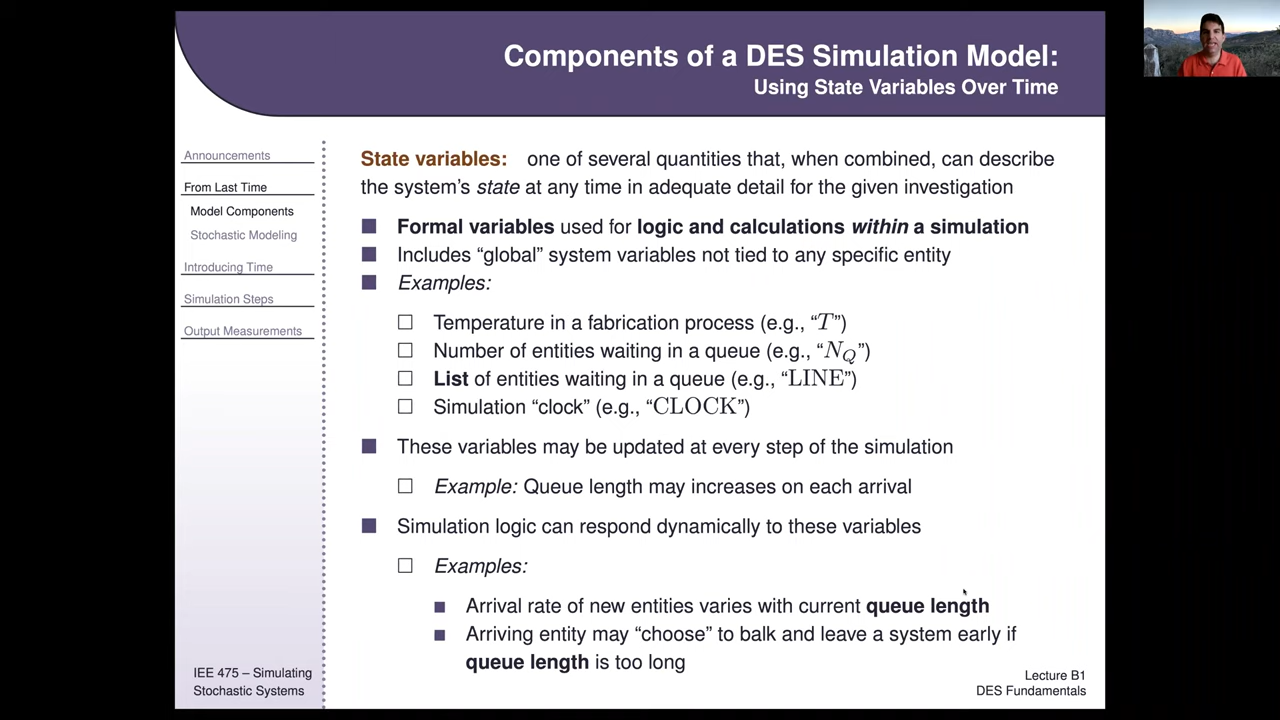 Components of a DES Simulation Model:
Using State Variables Over Time
Announcements
From Last Time
Model Components
Stochastic Modeling
Introducing Time
Simulation Steps
Output Measurements
State variables: one of several quantities that, when combined, can describe
the system's state at any time in adequate detail for the given investigation
Formal variables used for logic and calculations within a simulation
Includes “global” system variables not tied to any specific entity
Examples:
Temperature in a fabrication process (e.g., “T”)
Number of entities waiting in a queue (e.g., “N_Q”)
List of entities waiting in a queue (e.g., “LINE”)
Simulation “clock” (e.g., “CLOCK”)
These variables may be updated at every step of the simulation
Example: Queue length may increases on each arrival
Simulation logic can respond dynamically to these variables
Examples:
Arrival rate of new entities varies with current queue length
Arriving entity may “choose” to balk and leave a system early if
queue length is too long
IEE 475 – Simulating
Stochastic Systems
Lecture B1
DES Fundamentals